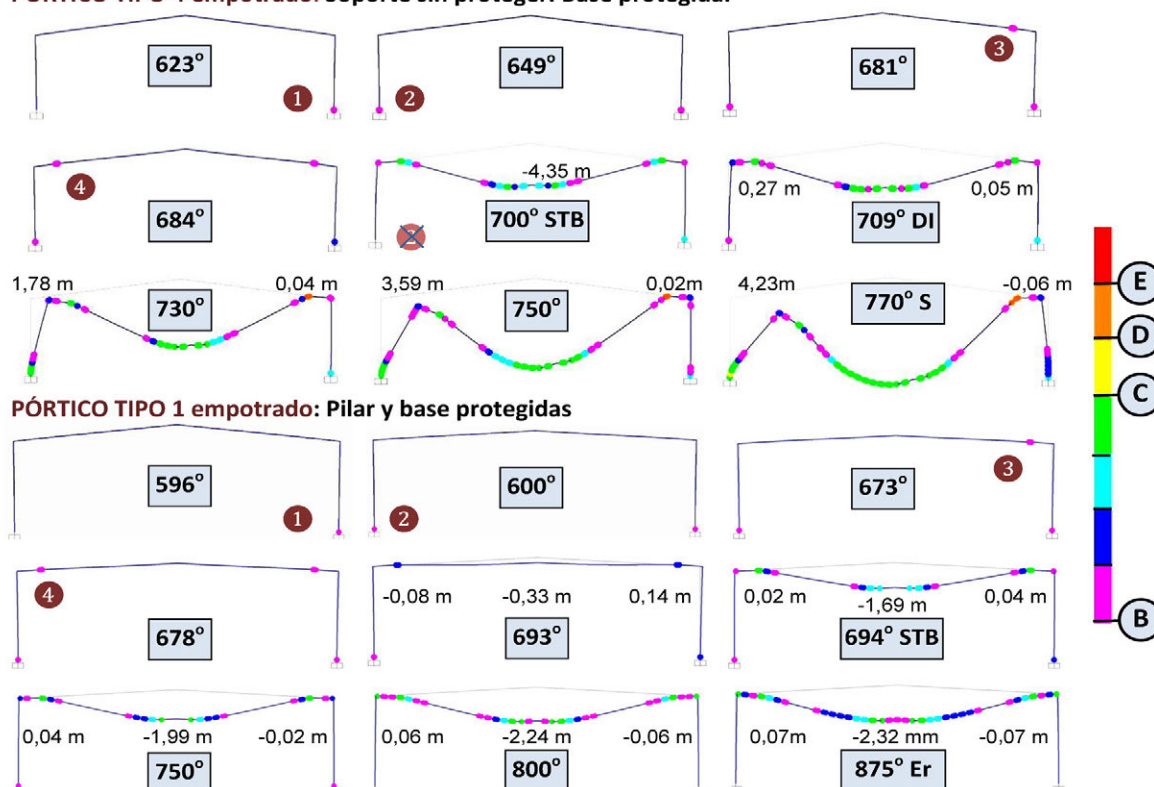 PÓRTICO TIPO 4 empotrado: Soporte sin proteger. Base protegida.
623° 1
649° 2
681° 3
684° 4
-4,35 m
700° STB
0,27 m 0,05 m
709° DI
1,78 m 0,04 m
730°
3,59 m 0,02m
750°
4,23m -0,06 m
770° S
E
D
C
B
PÓRTICO TIPO 1 empotrado: Pilar y base protegidas
596° 1
600° 2
673° 3
678° 4
-0,08 m -0,33 m 0,14 m
693°
0,02 m -1,69 m 0,04 m
694° STB
0,04 m -1,99 m -0,02 m
750°
0,06 m -2,24 m -0,06 m
800°
0,07m -2,32 mm -0,07 m
875° Er